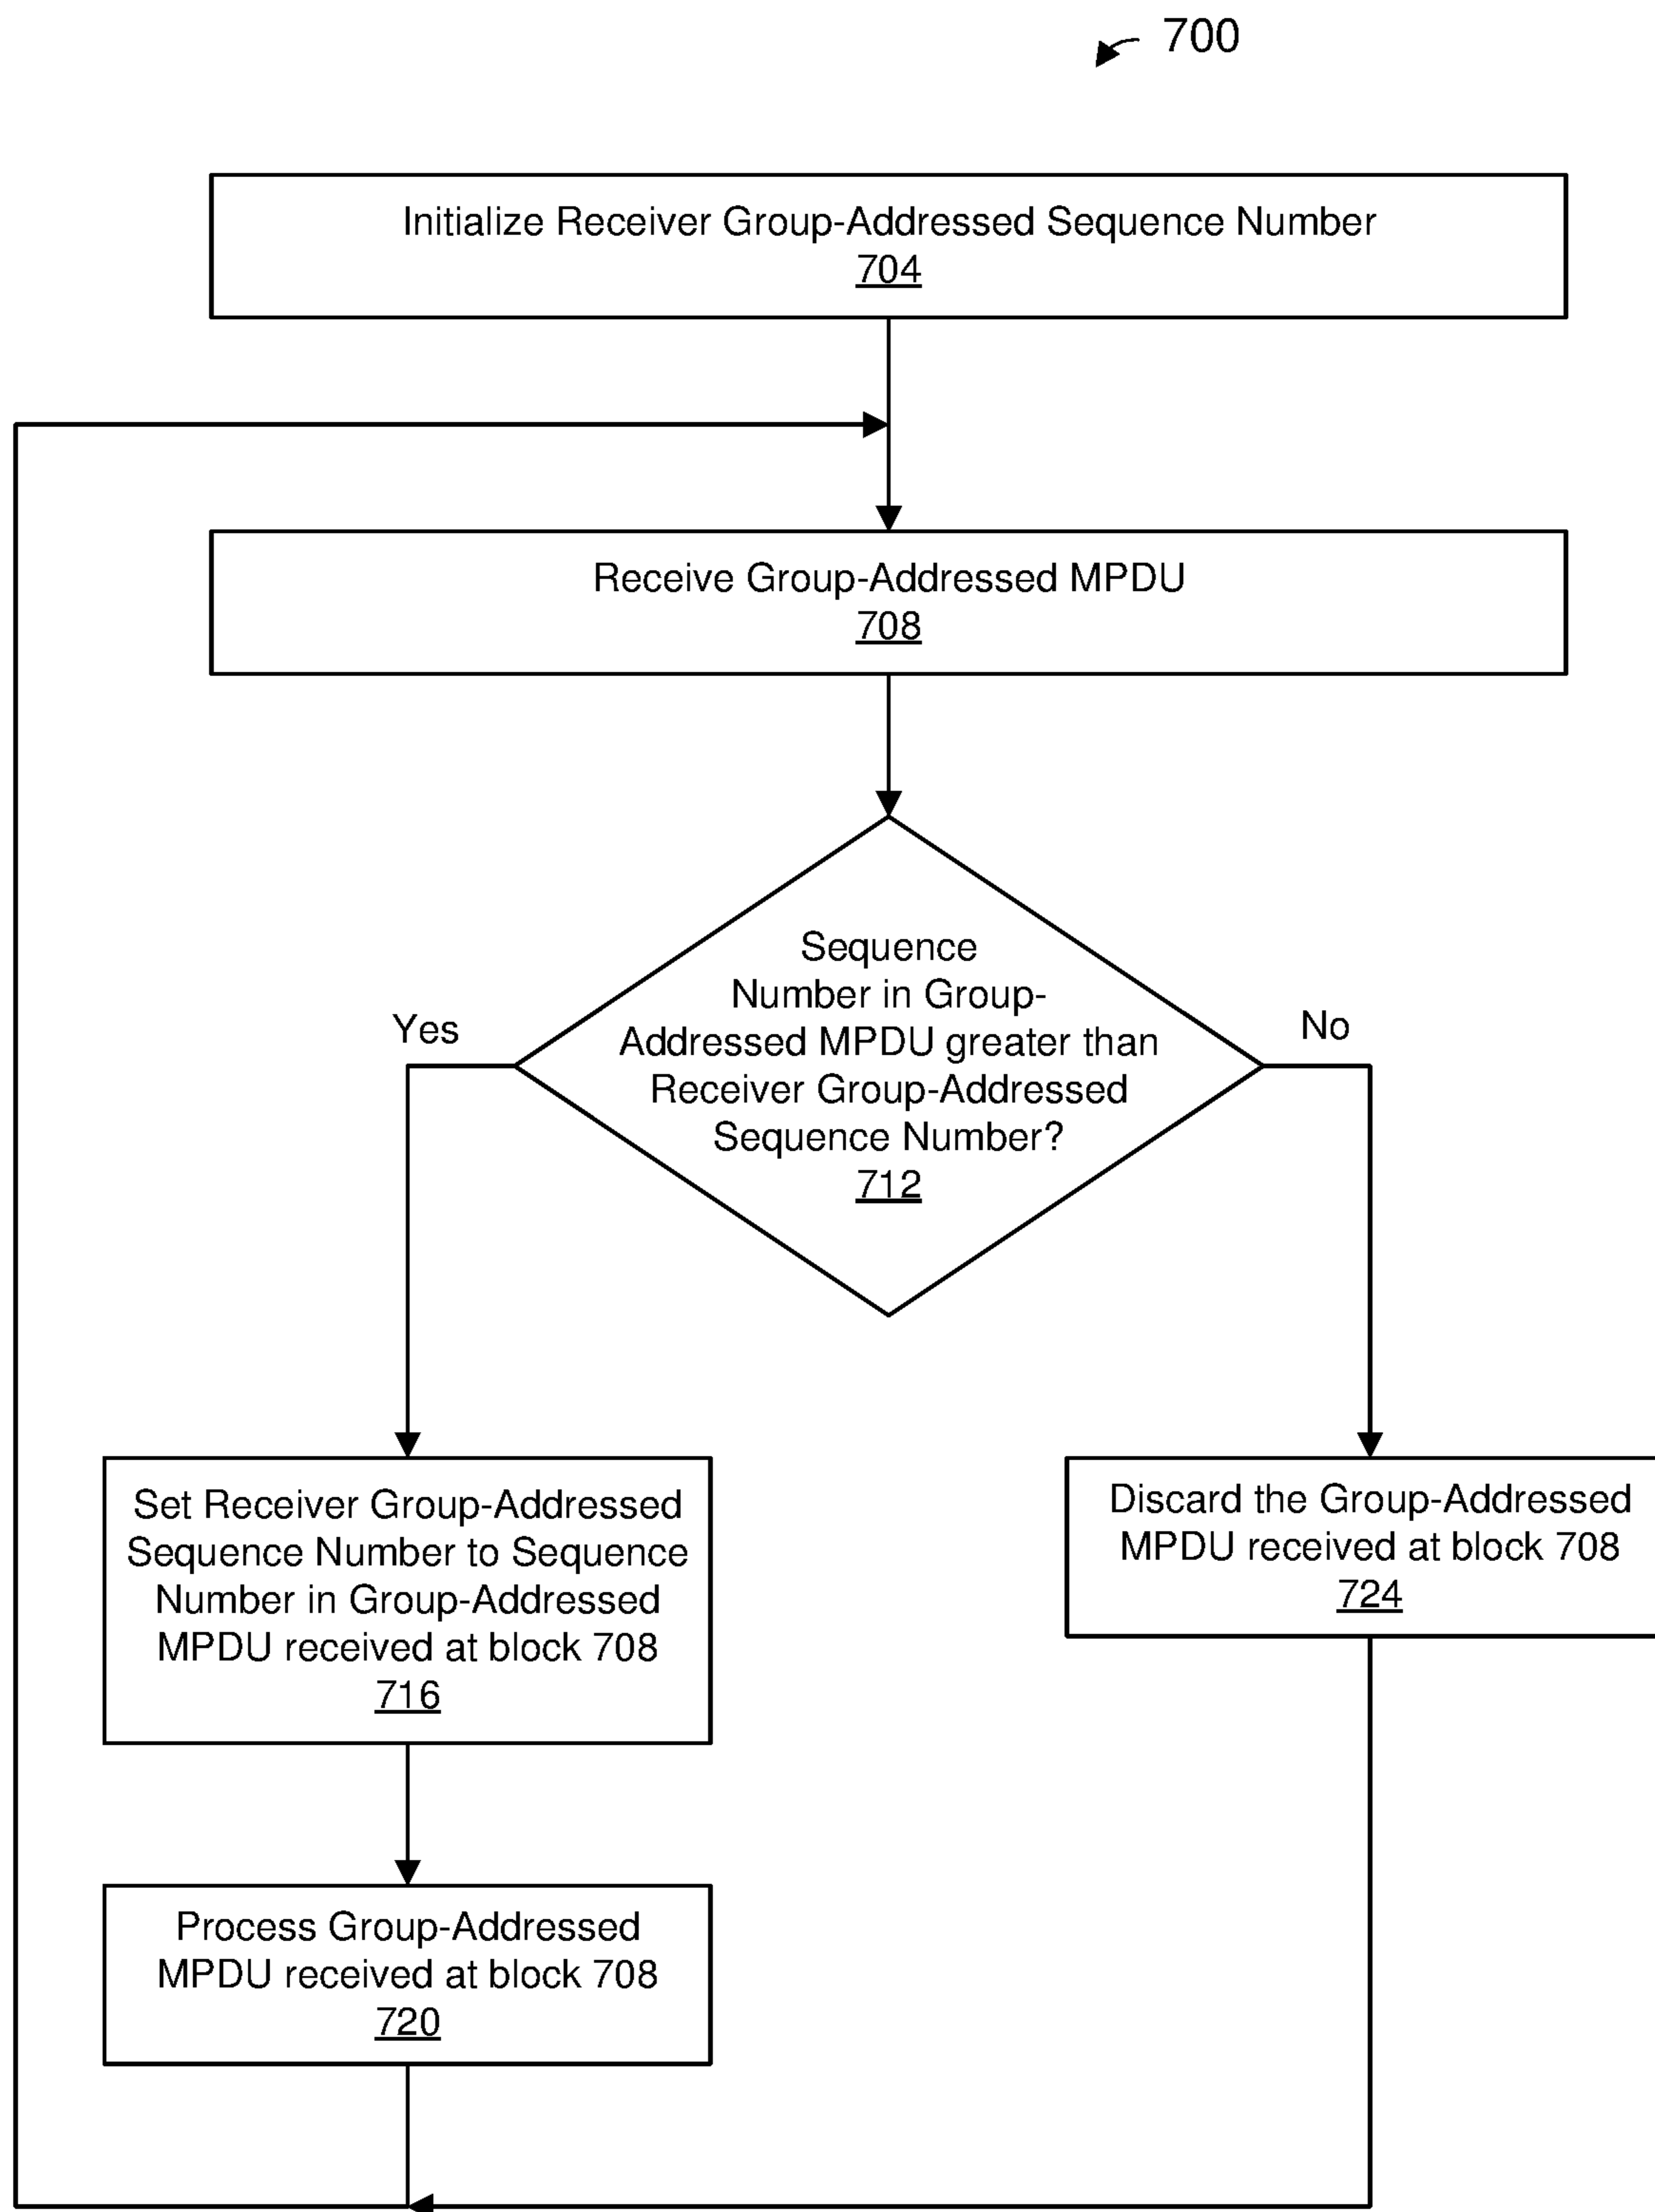 700
Initialize Receiver Group-Addressed Sequence Number
704
Receive Group-Addressed MPDU
708
Sequence
Number in Group-
Addressed MPDU greater than
Receiver Group-Addressed
Sequence Number?
712
Yes
No
Set Receiver Group-Addressed
Sequence Number to Sequence
Number in Group-Addressed
MPDU received at block 708
716
Discard the Group-Addressed
MPDU received at block 708
724
Process Group-Addressed
MPDU received at block 708
720